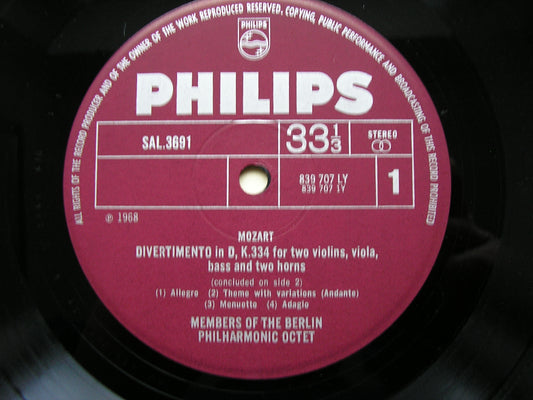 ALL RIGHTS OF THE RECORD PRODUCER AND OF THE OWNER OF THE WORK REPRODUCED RESERVED, COPYING, PUBLIC PERFORMANCE AND BROADCASTING OF THIS RECORD PROHIBITED
PHILIPS
PHILIPS
SAL.3691
33 1/3
STEREO
839 707 LY
839 707 1Y
1
℗ 1968
MOZART
DIVERTIMENTO in D, K.334 for two violins, viola,
bass and two horns
(concluded on side 2)
(1) Allegro (2) Theme with variations (Andante)
(3) Menuetto (4) Adagio
MEMBERS OF THE BERLIN
PHILHARMONIC OCTET